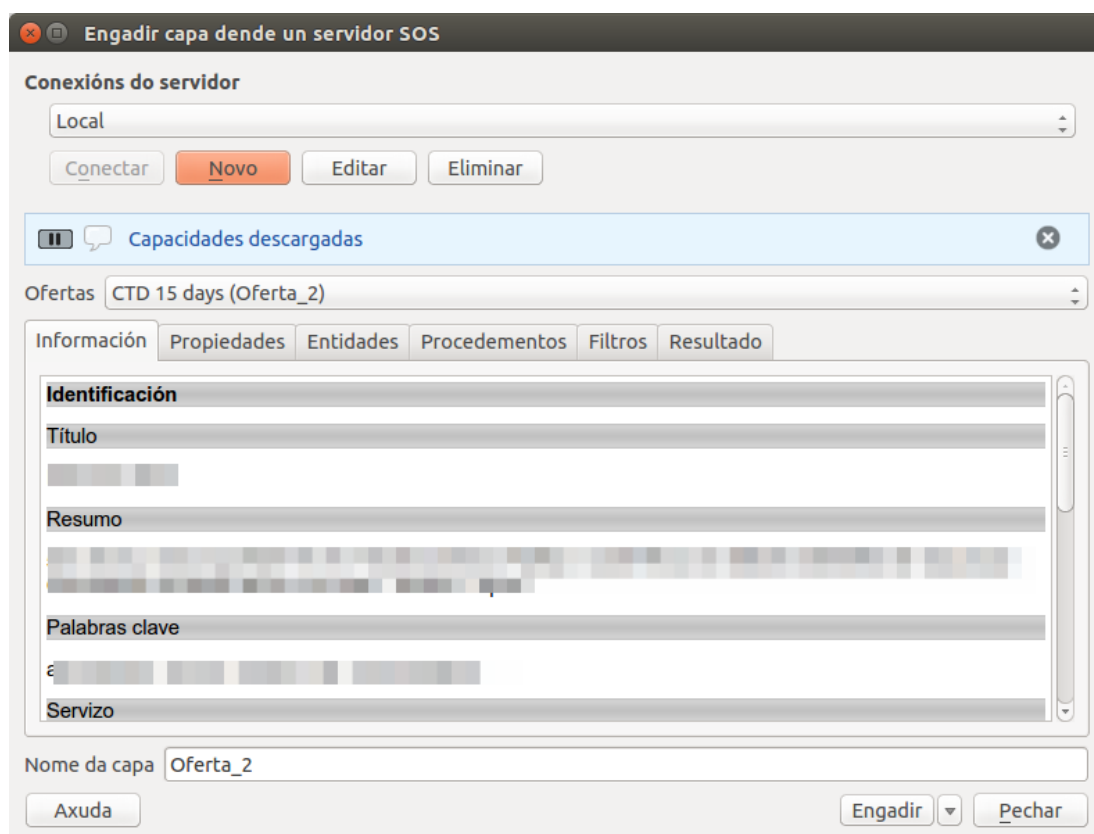 Engadir capa dende un servidor SOS
Conexións do servidor
Local
Conectar Novo Editar Eliminar
Capacidades descargadas
Ofertas CTD 15 days (Oferta_2)
Información Propiedades Entidades Procedementos Filtros Resultado
Identificación
Título
Resumo
Palabras clave
Servizo
Nome da capa Oferta_2
Axuda Engadir Pechar